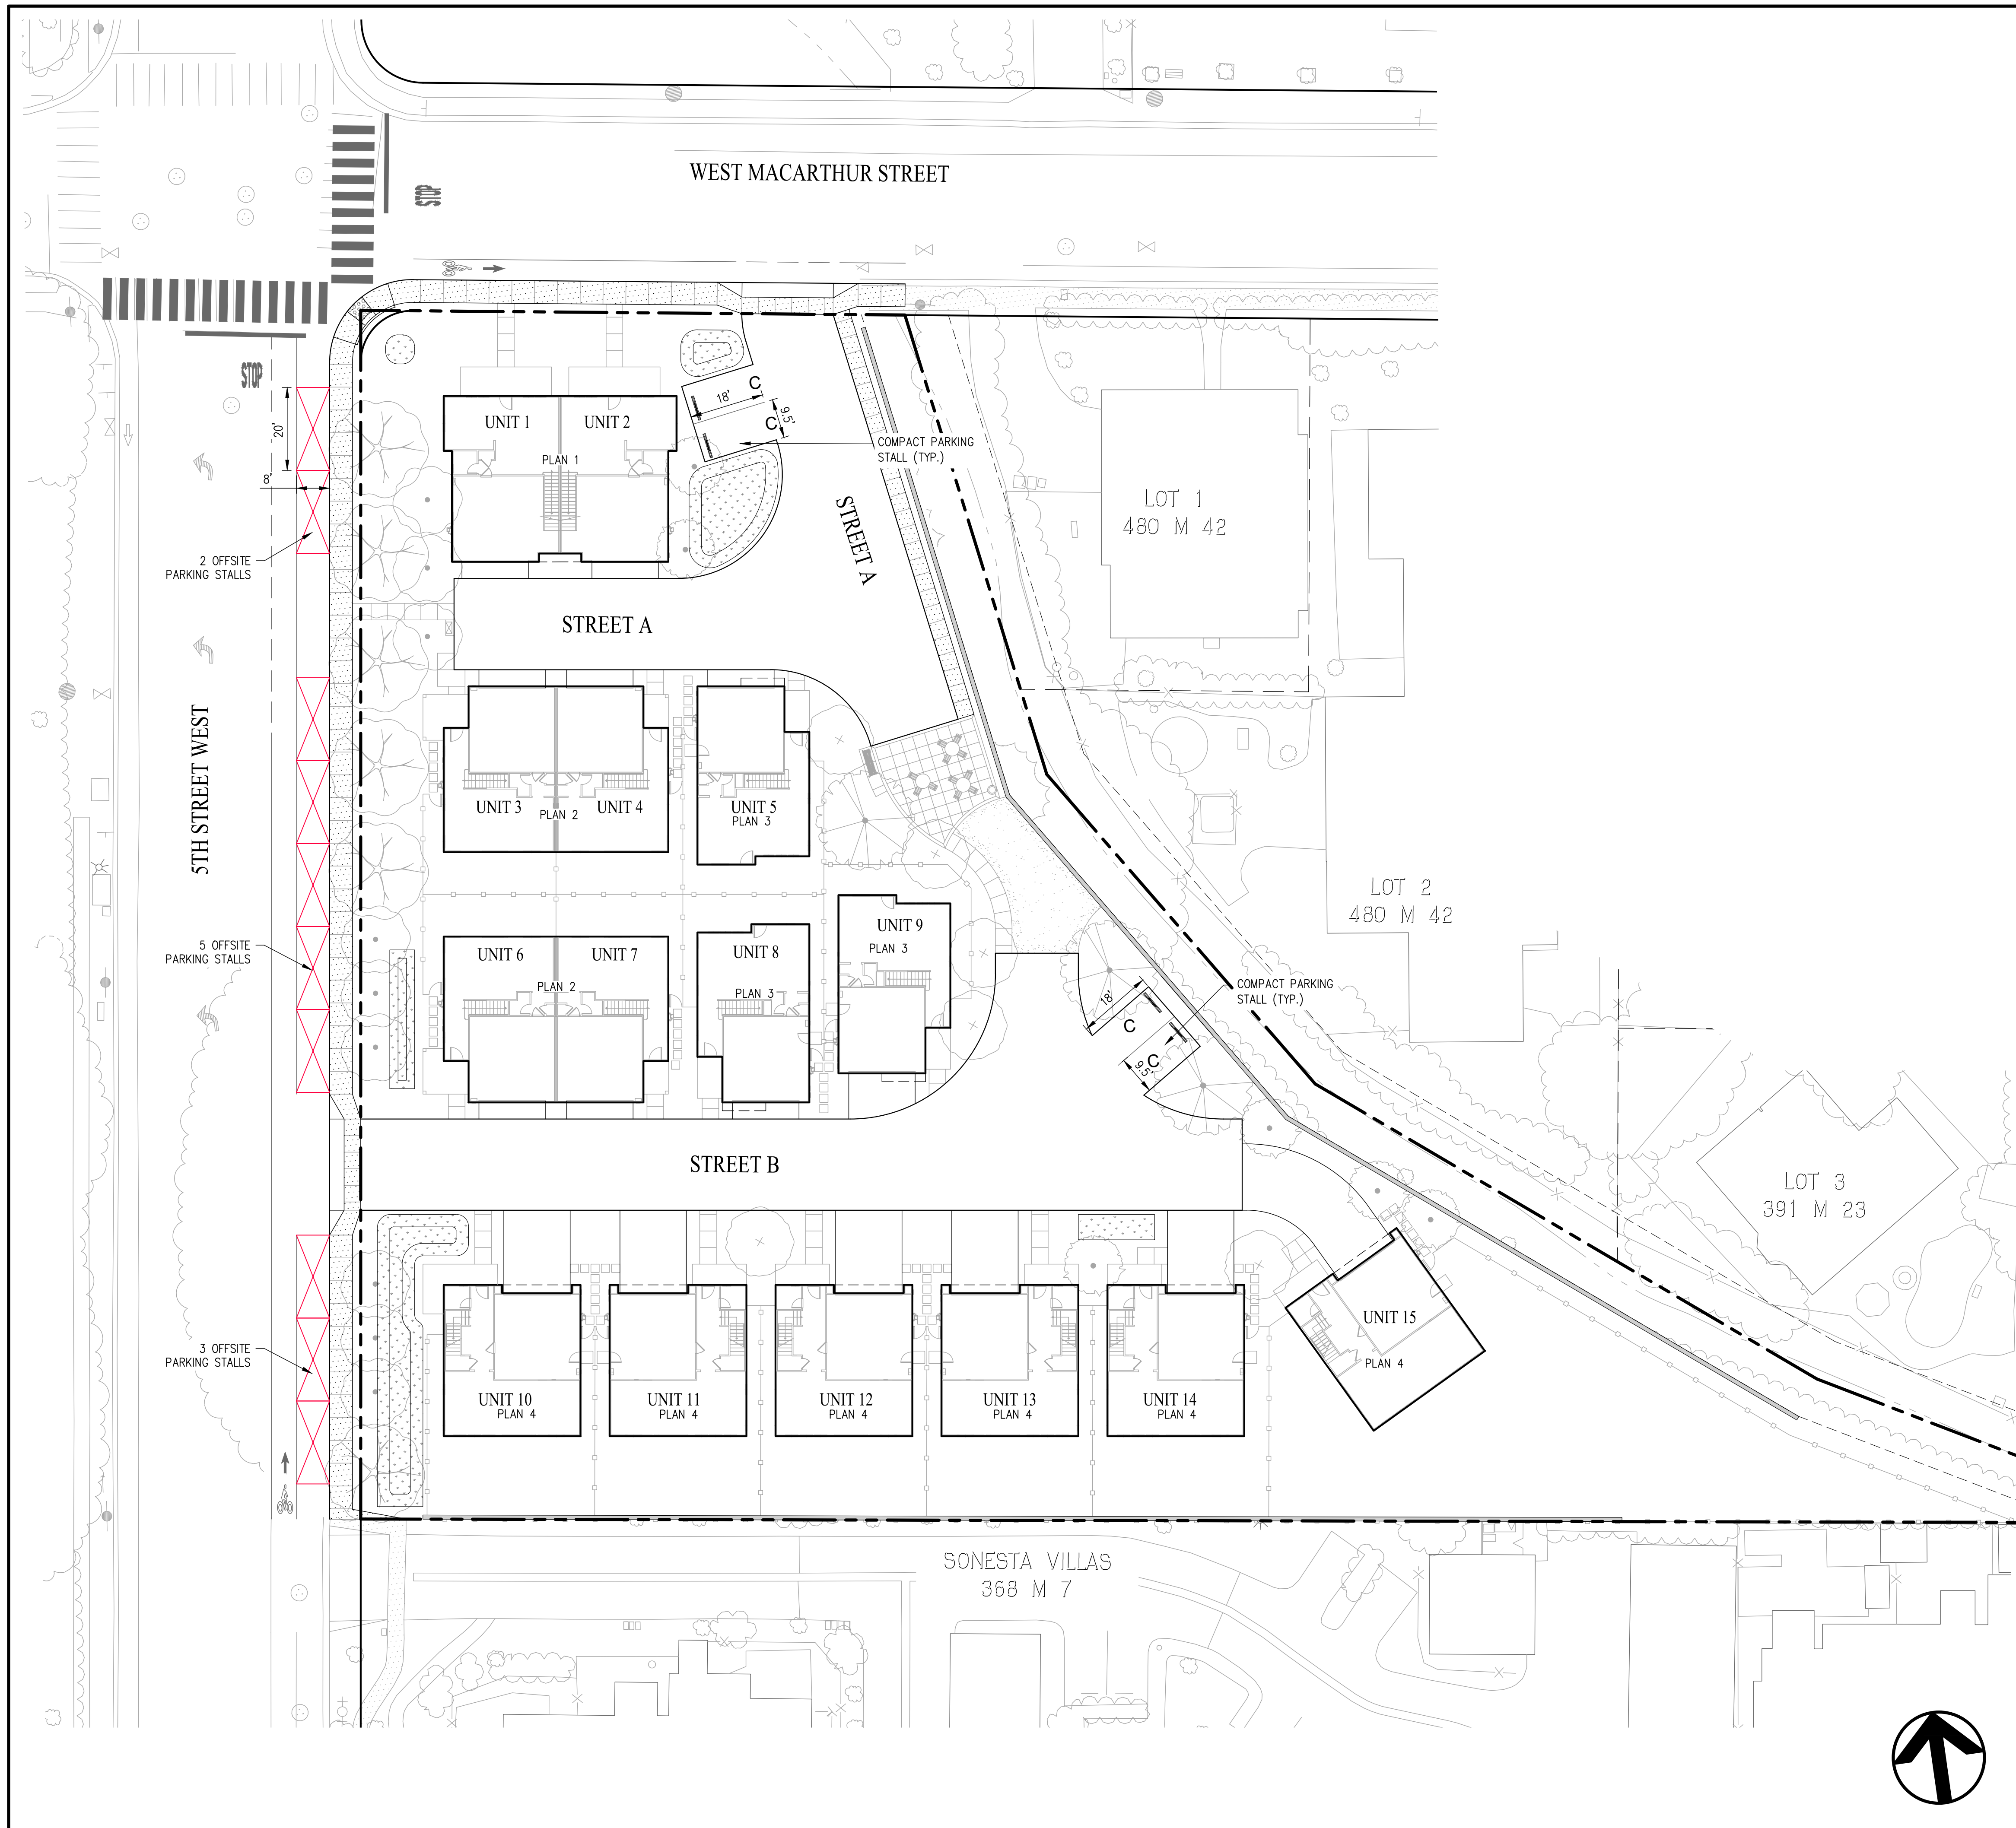 WEST MACARTHUR STREET
STOP
STOP
UNIT 1
UNIT 2
PLAN 1
18'
C
C
9.5'
COMPACT PARKING
STALL (TYP.)
20'
8'
2 OFFSITE
PARKING STALLS
STREET A
STREET A
LOT 1
480 M 42
5TH STREET WEST
UNIT 3
UNIT 4
PLAN 2
UNIT 5
PLAN 3
LOT 2
480 M 42
5 OFFSITE
PARKING STALLS
UNIT 6
UNIT 7
PLAN 2
UNIT 8
PLAN 3
UNIT 9
PLAN 3
18'
C
C
9.5'
COMPACT PARKING
STALL (TYP.)
STREET B
LOT 3
391 M 23
3 OFFSITE
PARKING STALLS
UNIT 10
PLAN 4
UNIT 11
PLAN 4
UNIT 12
PLAN 4
UNIT 13
PLAN 4
UNIT 14
PLAN 4
UNIT 15
PLAN 4
SONESTA VILLAS
368 M 7